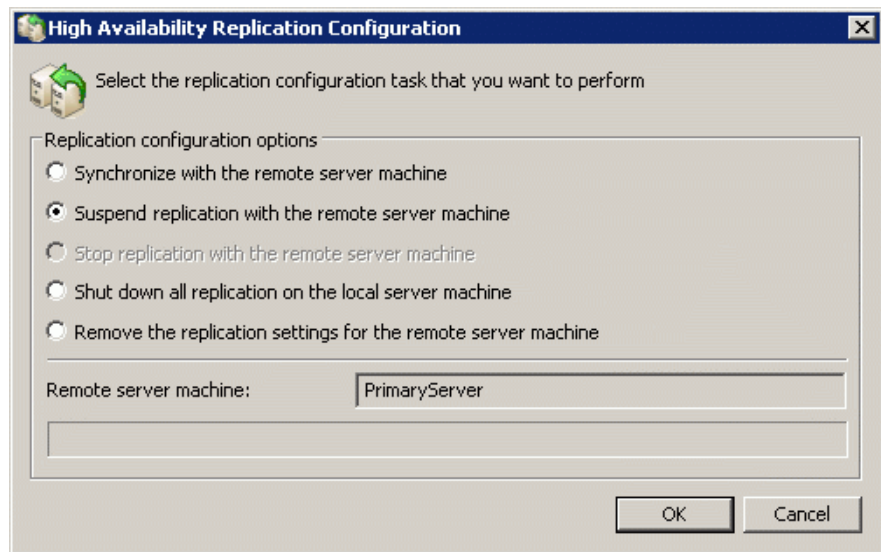 High Availability Replication Configuration
Select the replication configuration task that you want to perform
Replication configuration options
Synchronize with the remote server machine
Suspend replication with the remote server machine
Stop replication with the remote server machine
Shut down all replication on the local server machine
Remove the replication settings for the remote server machine
Remote server machine: PrimaryServer
OK Cancel